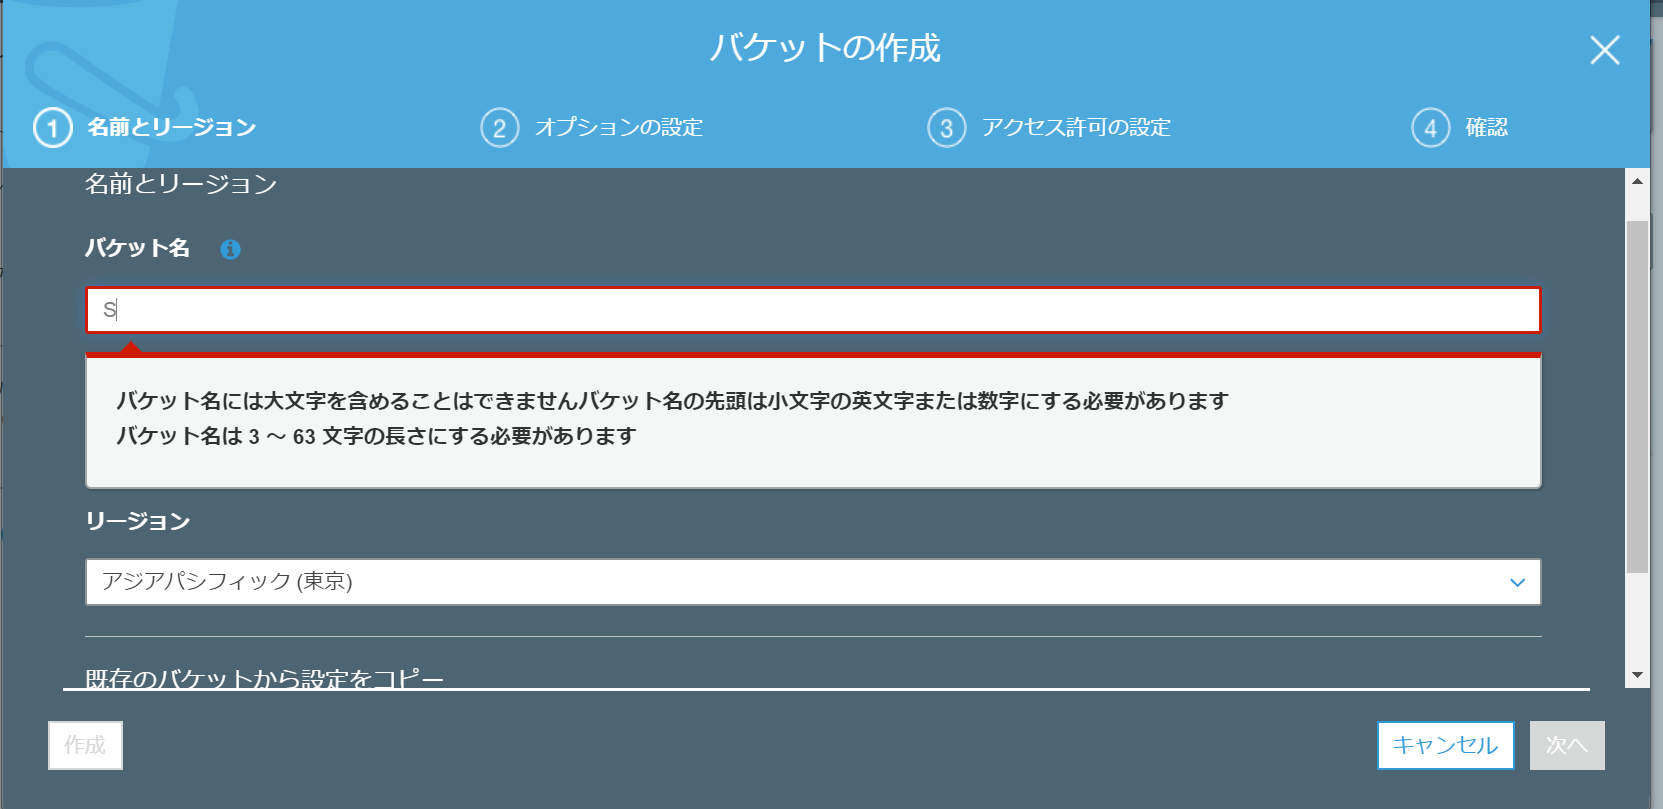 バケットの作成
1 名前とリージョン
2 オプションの設定
3 アクセス許可の設定
4 確認
名前とリージョン
バケット名
S
バケット名には大文字を含めることはできませんバケット名の先頭は小文字の英文字または数字にする必要があります
バケット名は 3 ～ 63 文字の長さにする必要があります
リージョン
アジアパシフィック (東京)
既存のバケットから設定をコピー
作成
キャンセル
次へ